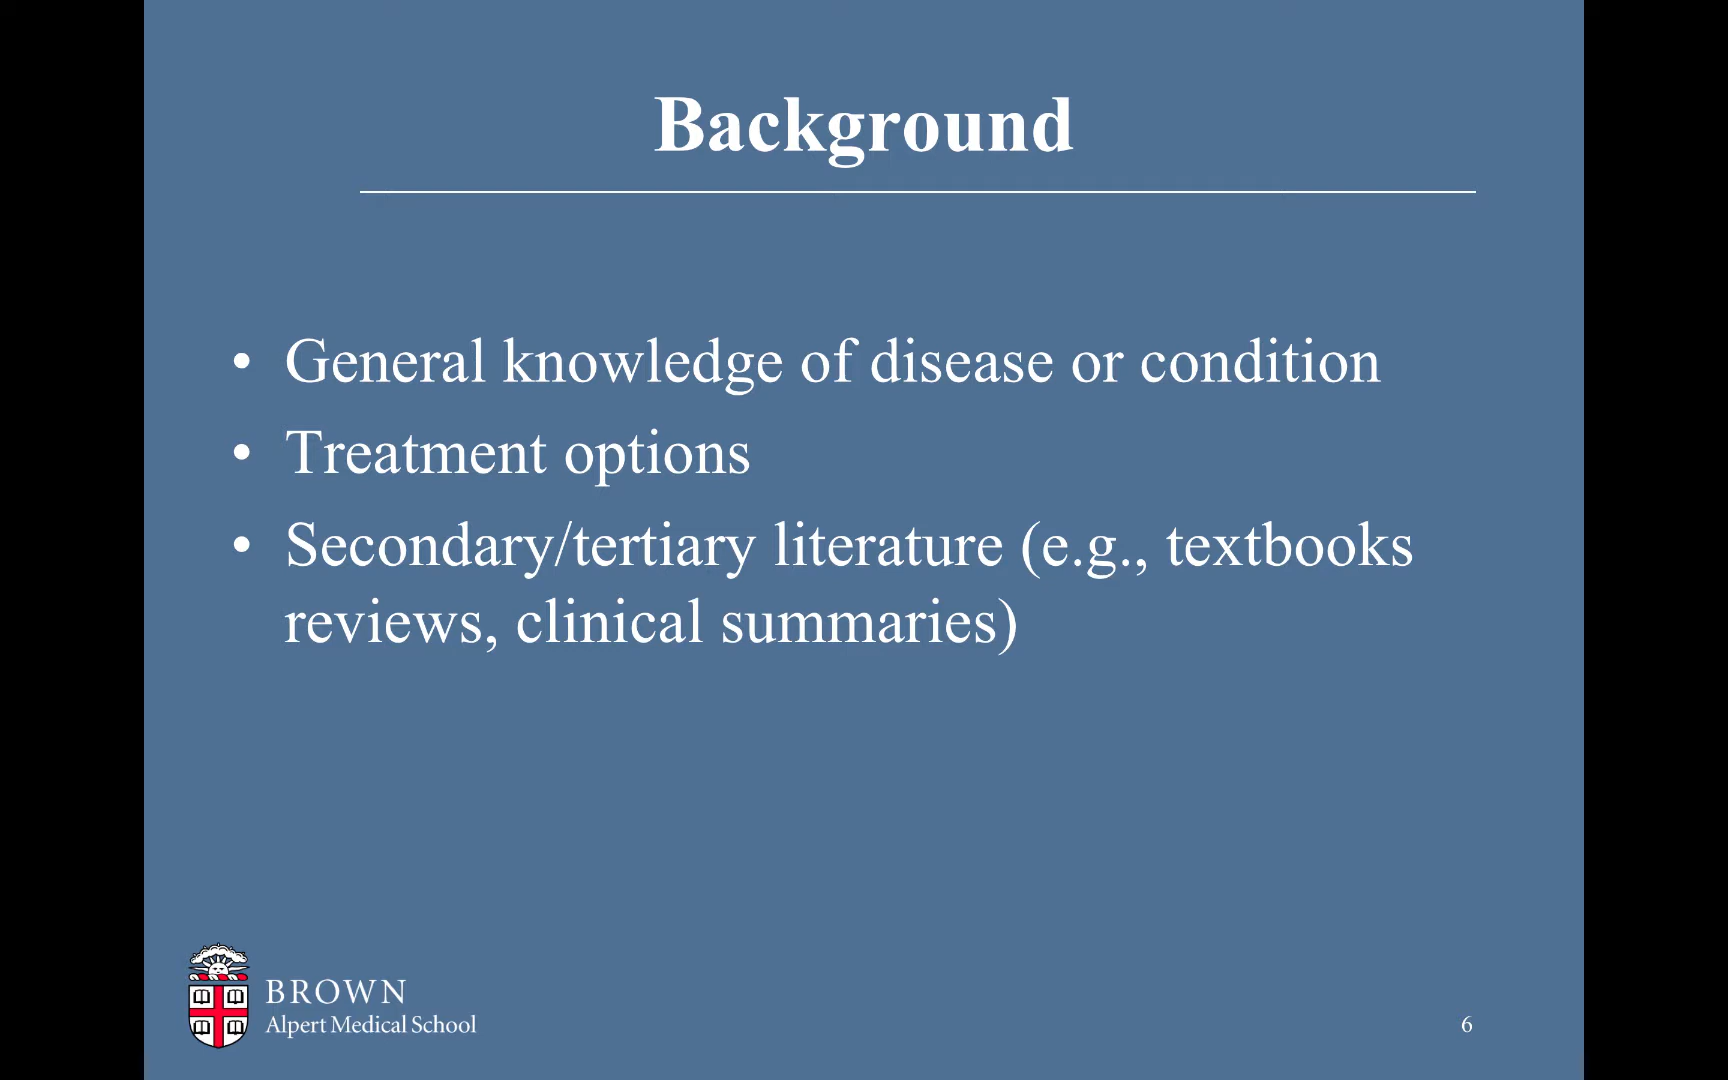 Background
• General knowledge of disease or condition
• Treatment options
• Secondary/tertiary literature (e.g., textbooks
reviews, clinical summaries)
BROWN
Alpert Medical School
6